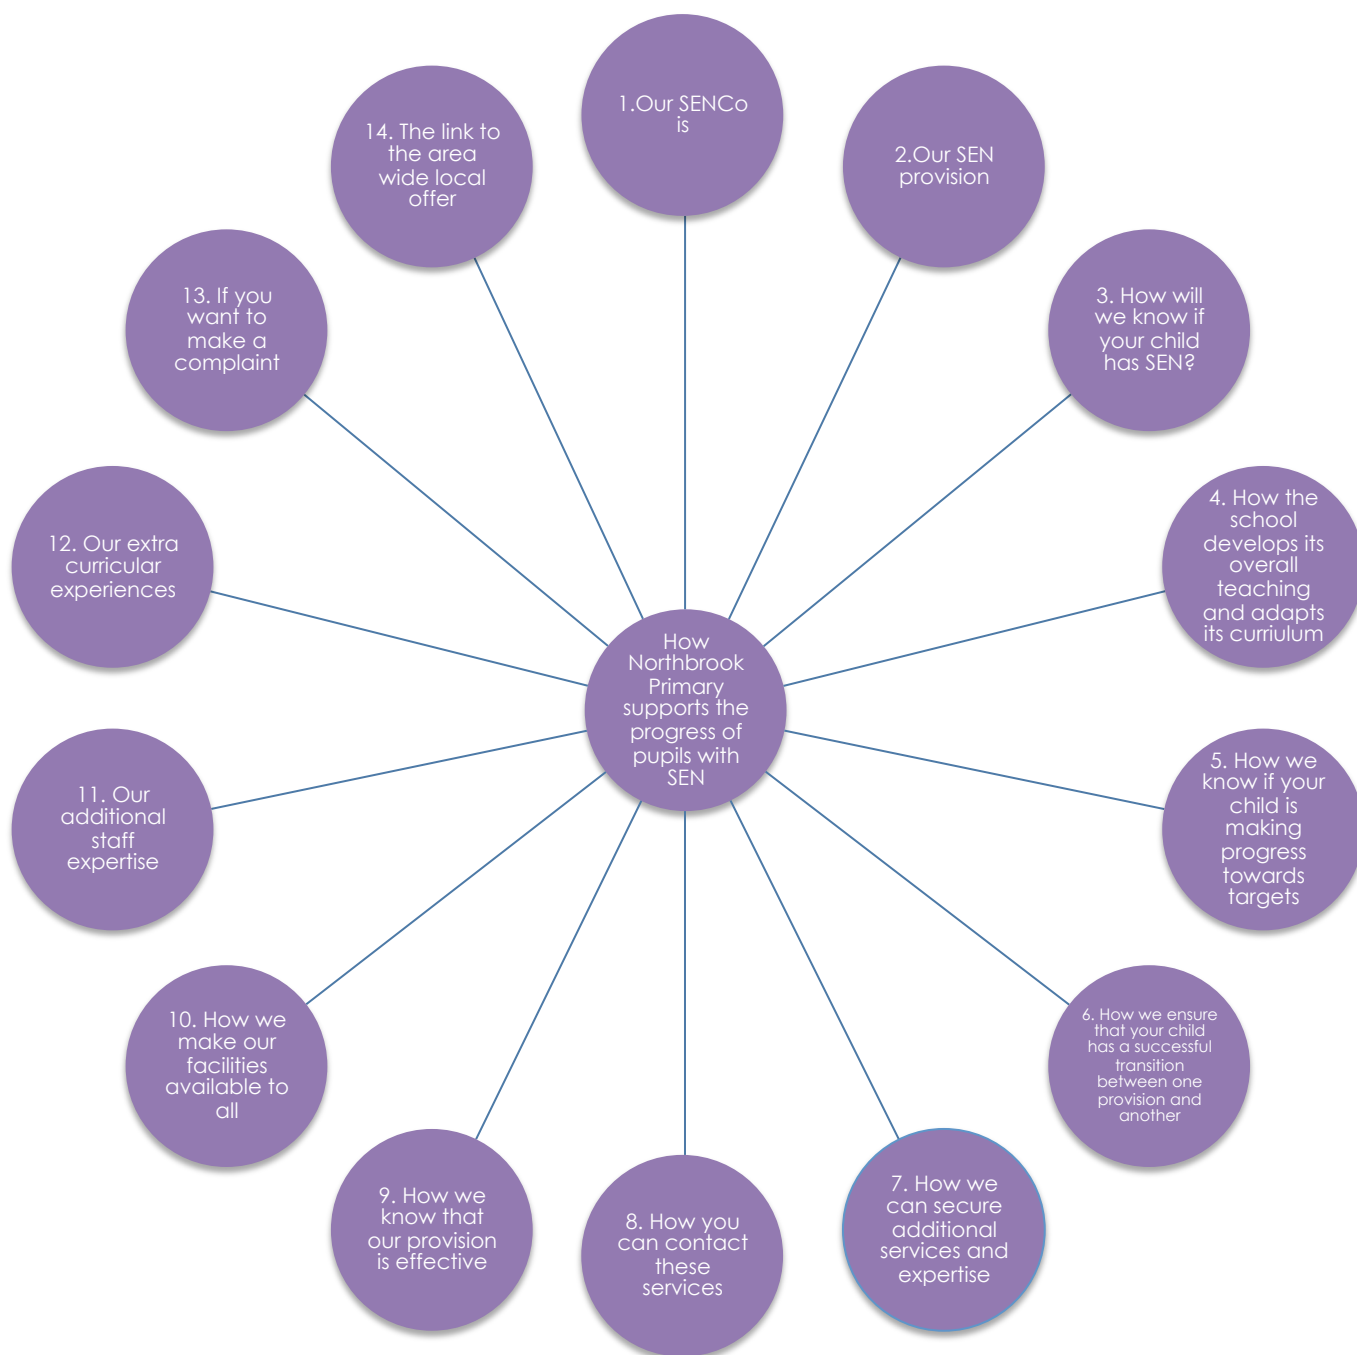 1.Our SENCo
is
2.Our SEN
provision
3. How will
we know if
your child
has SEN?
4. How the
school
develops its
overall
teaching
and adapts
its curriulum
5. How we
know if your
child is
making
progress
towards
targets
6. How we ensure
that your child
has a successful
transition
between one
provision and
another
7. How we
can secure
additional
services and
expertise
8. How you
can contact
these
services
9. How we
know that
our provision
is effective
10. How we
make our
facilities
available to
all
11. Our
additional
staff
expertise
12. Our extra
curricular
experiences
13. If you
want to
make a
complaint
14. The link to
the area
wide local
offer
How
Northbrook
Primary
supports the
progress of
pupils with
SEN